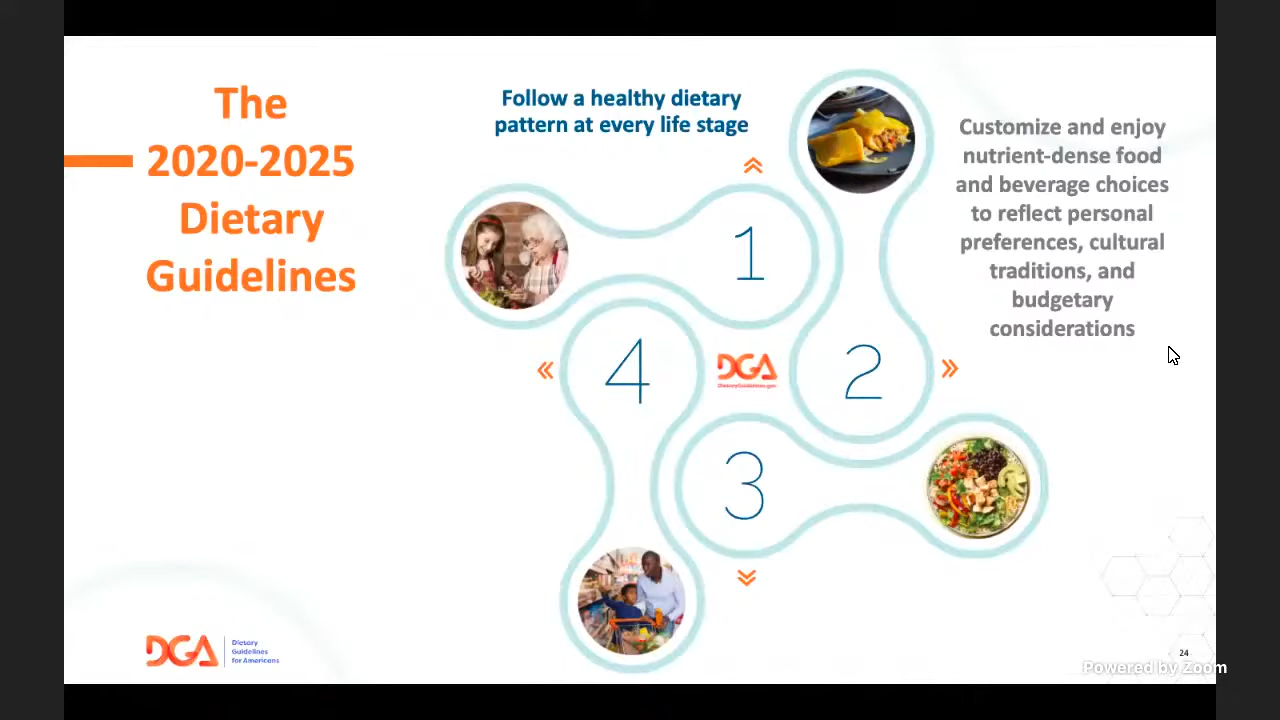 The
2020-2025
Dietary
Guidelines
Follow a healthy dietary
pattern at every life stage
Customize and enjoy
nutrient-dense food
and beverage choices
to reflect personal
preferences, cultural
traditions, and
budgetary
considerations
1
2
3
4
DGA
DietaryGuidelines.gov
DGA
Dietary
Guidelines
for Americans
24
Powered by Zoom